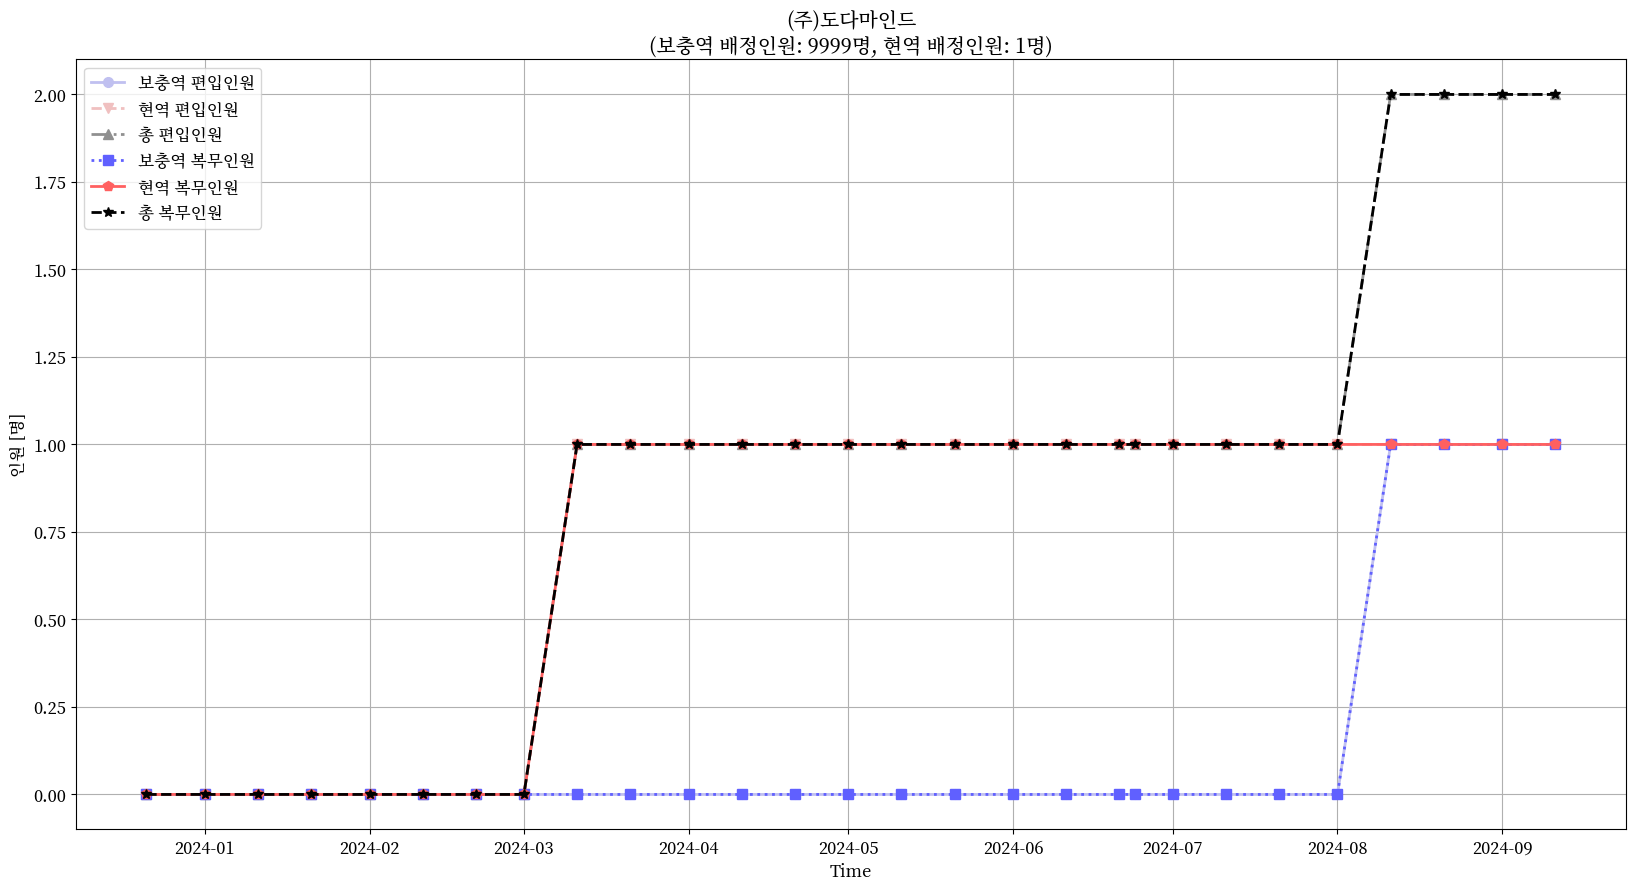 (주)도다마인드
(보충역 배정인원: 9999명, 현역 배정인원: 1명)
보충역 편입인원
현역 편입인원
총 편입인원
보충역 복무인원
현역 복무인원
총 복무인원
2.00
1.75
1.50
1.25
1.00
0.75
0.50
0.25
0.00
인원 [명]
2024-01
2024-02
2024-03
2024-04
2024-05
2024-06
2024-07
2024-08
2024-09
Time